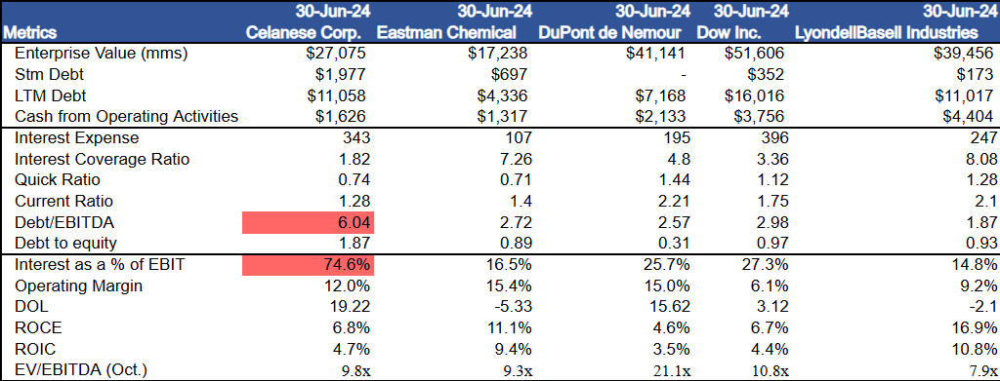 30-Jun-24 30-Jun-24 30-Jun-24 30-Jun-24 30-Jun-24
Metrics Celanese Corp. Eastman Chemical DuPont de Nemour Dow Inc. LyondellBasell Industries
Enterprise Value (mms) $27,075 $17,238 $41,141 $51,606 $39,456
Stm Debt $1,977 $697 - $352 $173
LTM Debt $11,058 $4,336 $7,168 $16,016 $11,017
Cash from Operating Activities $1,626 $1,317 $2,133 $3,756 $4,404
Interest Expense 343 107 195 396 247
Interest Coverage Ratio 1.82 7.26 4.8 3.36 8.08
Quick Ratio 0.74 0.71 1.44 1.12 1.28
Current Ratio 1.28 1.4 2.21 1.75 2.1
Debt/EBITDA 6.04 2.72 2.57 2.98 1.87
Debt to equity 1.87 0.89 0.31 0.97 0.93
Interest as a % of EBIT 74.6% 16.5% 25.7% 27.3% 14.8%
Operating Margin 12.0% 15.4% 15.0% 6.1% 9.2%
DOL 19.22 -5.33 15.62 3.12 -2.1
ROCE 6.8% 11.1% 4.6% 6.7% 16.9%
ROIC 4.7% 9.4% 3.5% 4.4% 10.8%
EV/EBITDA (Oct.) 9.8x 9.3x 21.1x 10.8x 7.9x